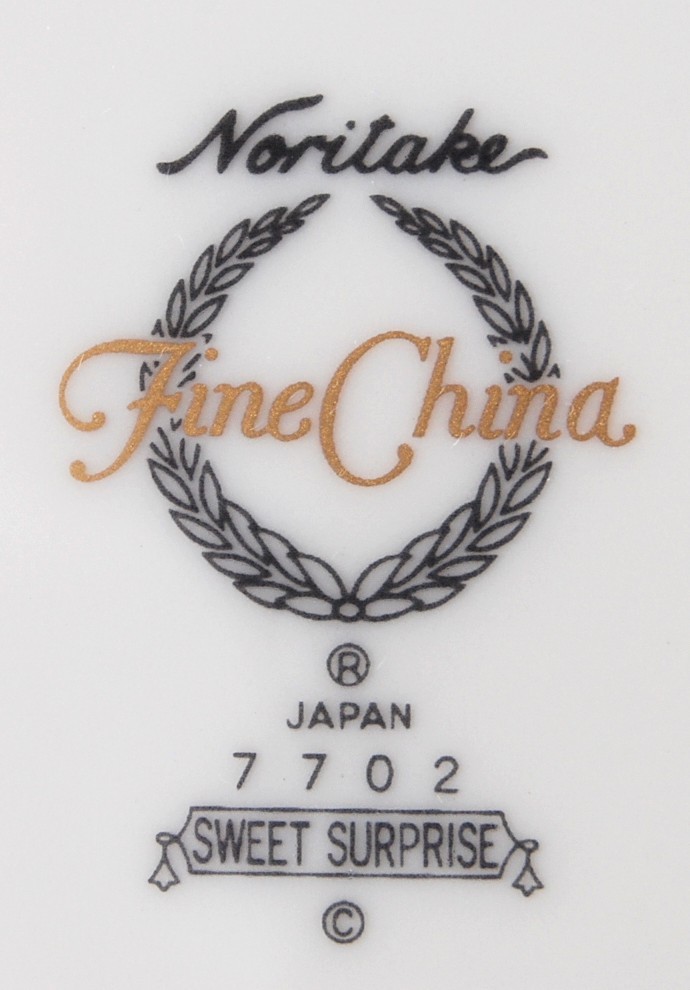 Noritake
Fine China
®
JAPAN
7702
SWEET SURPRISE
©